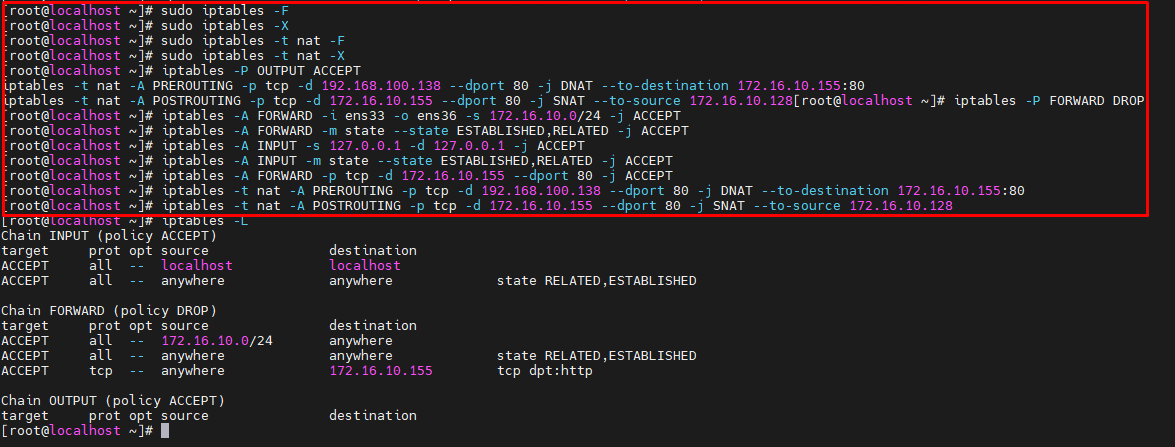 [root@localhost ~]# sudo iptables -F
[root@localhost ~]# sudo iptables -X
[root@localhost ~]# sudo iptables -t nat -F
[root@localhost ~]# sudo iptables -t nat -X
[root@localhost ~]# iptables -P OUTPUT ACCEPT
iptables -t nat -A PREROUTING -p tcp -d 192.168.100.138 --dport 80 -j DNAT --to-destination 172.16.10.155:80
iptables -t nat -A POSTROUTING -p tcp -d 172.16.10.155 --dport 80 -j SNAT --to-source 172.16.10.128[root@localhost ~]# iptables -P FORWARD DROP
[root@localhost ~]# iptables -A FORWARD -i ens33 -o ens36 -s 172.16.10.0/24 -j ACCEPT
[root@localhost ~]# iptables -A FORWARD -m state --state ESTABLISHED,RELATED -j ACCEPT
[root@localhost ~]# iptables -A INPUT -s 127.0.0.1 -d 127.0.0.1 -j ACCEPT
[root@localhost ~]# iptables -A INPUT -m state --state ESTABLISHED,RELATED -j ACCEPT
[root@localhost ~]# iptables -A FORWARD -p tcp -d 172.16.10.155 --dport 80 -j ACCEPT
[root@localhost ~]# iptables -t nat -A PREROUTING -p tcp -d 192.168.100.138 --dport 80 -j DNAT --to-destination 172.16.10.155:80
[root@localhost ~]# iptables -t nat -A POSTROUTING -p tcp -d 172.16.10.155 --dport 80 -j SNAT --to-source 172.16.10.128
[root@localhost ~]# iptables -L
Chain INPUT (policy ACCEPT)
target     prot opt source               destination
ACCEPT     all  --  localhost            localhost
ACCEPT     all  --  anywhere             anywhere             state RELATED,ESTABLISHED

Chain FORWARD (policy DROP)
target     prot opt source               destination
ACCEPT     all  --  172.16.10.0/24       anywhere
ACCEPT     all  --  anywhere             anywhere             state RELATED,ESTABLISHED
ACCEPT     tcp  --  anywhere             172.16.10.155        tcp dpt:http

Chain OUTPUT (policy ACCEPT)
target     prot opt source               destination
[root@localhost ~]#